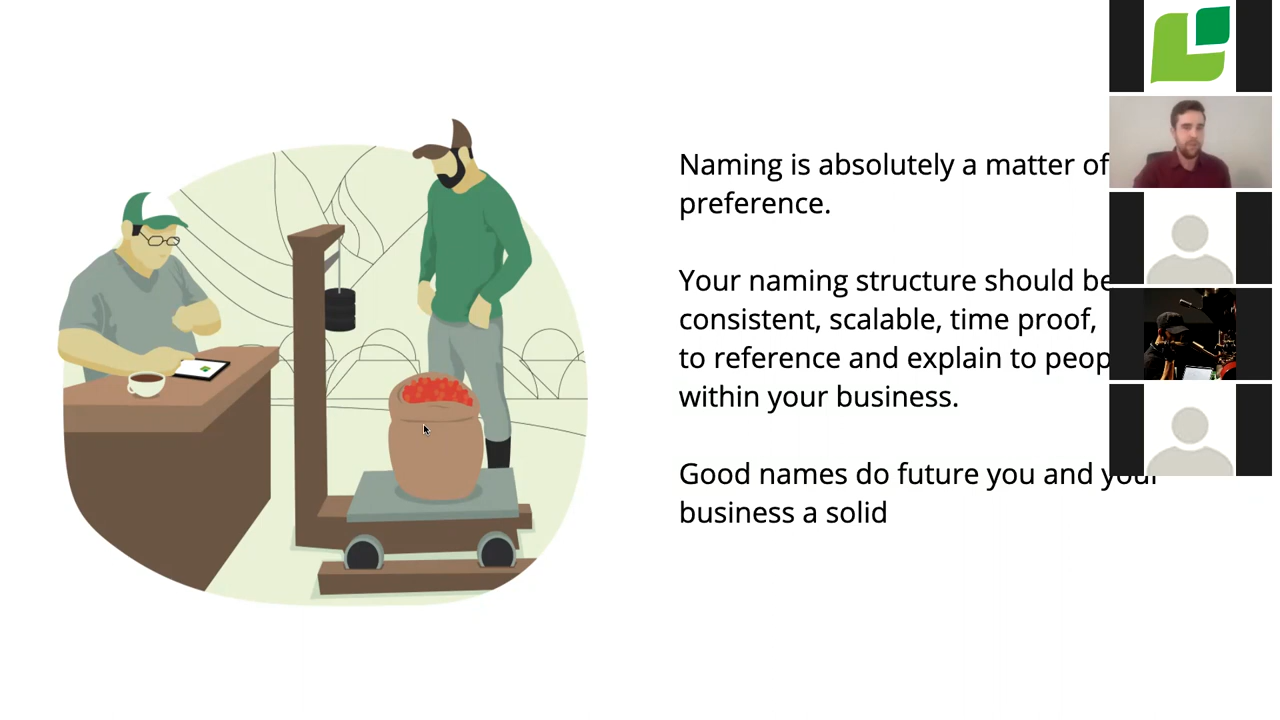 Naming is absolutely a matter of
preference.
Your naming structure should be
consistent, scalable, time proof,
to reference and explain to
within your business.
Good names do future you and your
business a solid